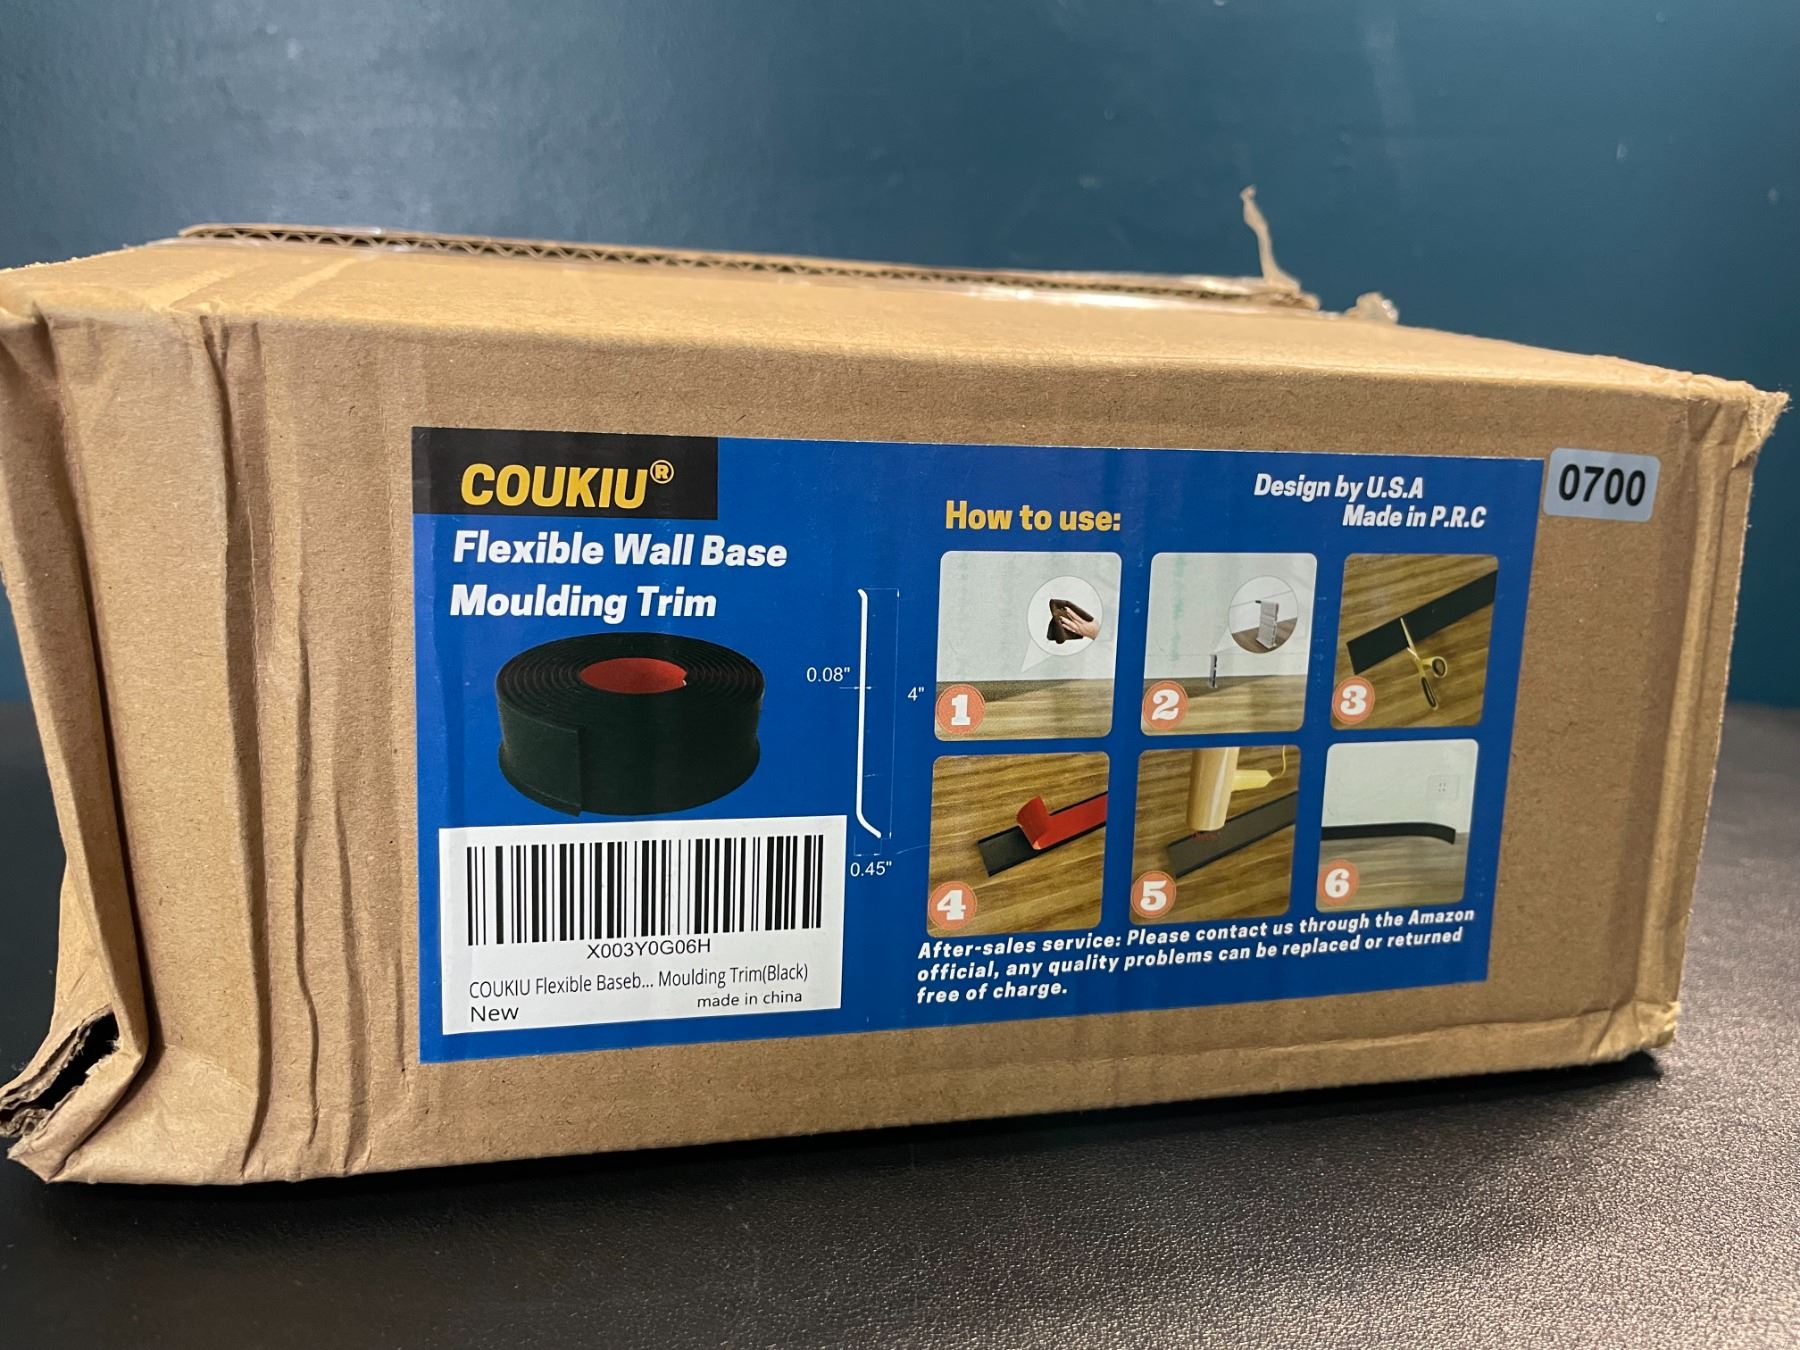 COUKIU®
Flexible Wall Base
Moulding Trim
0.08"
4"
0.45"
X003Y0G06H
COUKIU Flexible Baseb... Moulding Trim(Black)
made in china
New
How to use:
Design by U.S.A
Made in P.R.C
0700
1
2
3
4
5
6
After-sales service: Please contact us through the Amazon
official, any quality problems can be replaced or returned
free of charge.